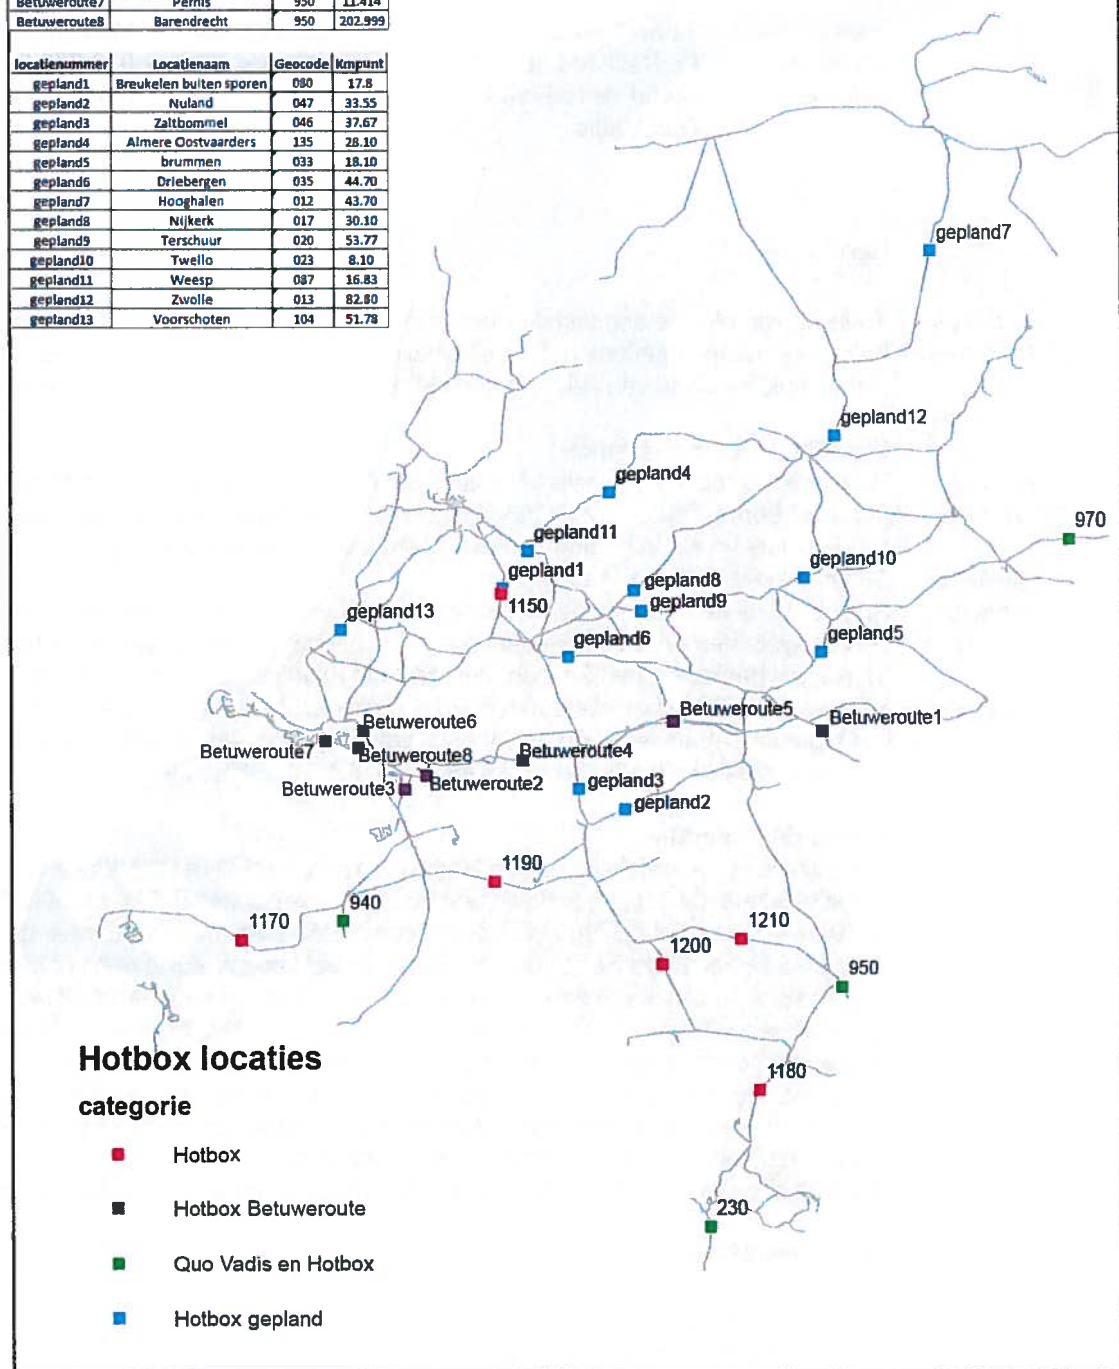 Betuweroute7 Pernis 950 11.414
Betuweroute8 Barendrecht 950 202.999
locatienummer Locatienaam Geocode Kmpunt
gepland1 Breukelen buiten sporen 080 17.8
gepland2 Nuland 047 33.55
gepland3 Zaltbommel 046 37.67
gepland4 Almere Oostvaarders 135 28.10
gepland5 brummen 033 18.10
gepland6 Driebergen 035 44.70
gepland7 Hooghalen 012 43.70
gepland8 Nijkerk 017 30.10
gepland9 Terschuur 020 53.77
gepland10 Twello 023 8.10
gepland11 Weesp 087 16.83
gepland12 Zwolle 013 82.80
gepland13 Voorschoten 104 51.78
gepland7
gepland12
gepland4
970
gepland11
gepland10
gepland1
gepland8
1150
gepland9
gepland13
gepland6
gepland5
Betuweroute5
Betuweroute1
Betuweroute6
Betuweroute7
Betuweroute4
Betuweroute8
Betuweroute2
Betuweroute3
gepland3
gepland2
1190
940
1170
1210
1200
950
1180
230
Hotbox locaties
categorie
Hotbox
Hotbox Betuweroute
Quo Vadis en Hotbox
Hotbox gepland